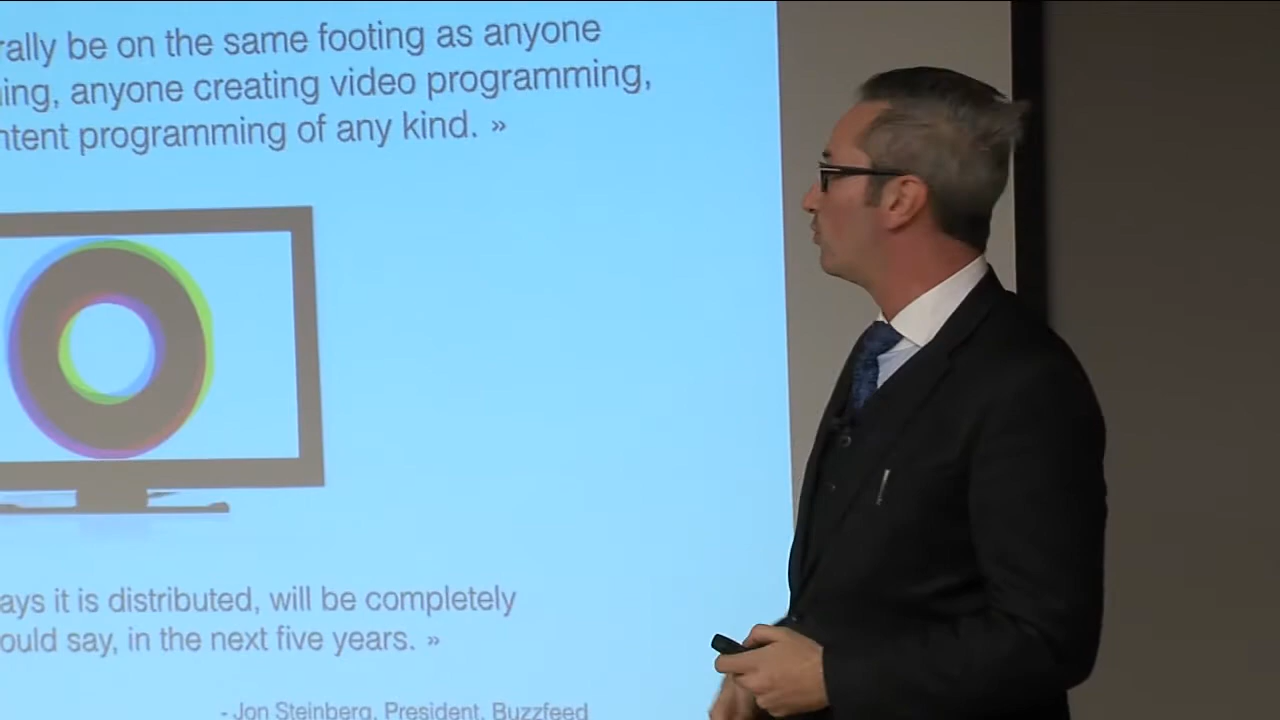 rally be on the same footing as anyone
ing, anyone creating video programming,
ntent programming of any kind. »
ays it is distributed, will be completely
ould say, in the next five years. »
- Jon Steinberg, President, Buzzfeed